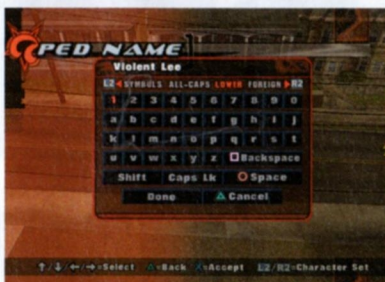 PED NAME
Violent Lee
L2 SYMBOLS ALL-CAPS LOWER FOREIGN R2
1 2 3 4 5 6 7 8 9 0
a b c d e f g h i j
k l m n o p q r s t
u v w x y z Backspace
Shift Caps Lk Space
Done Cancel
↑/↓/←/→=Select △=Back X=Accept L2/R2=Character Set